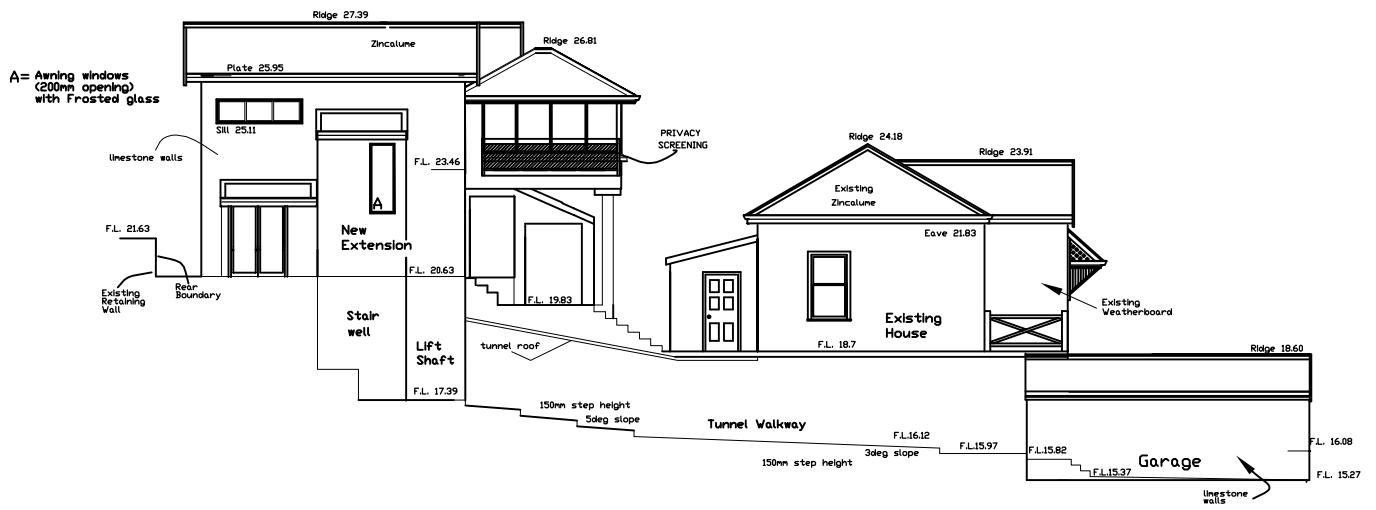 Ridge 27.39
Zincalume
Ridge 26.81
Plate 25.95
A= Awning windows
(200mm opening)
with Frosted glass
Sill 25.11
PRIVACY
SCREENING
limestone walls
F.L. 23.46
Ridge 24.18
Ridge 23.91
Existing
Zincalume
A
New
Extension
F.L. 21.63
Eave 21.83
F.L. 20.63
Existing
Retaining
Wall
Rear
Boundary
F.L. 19.83
Existing
Weatherboard
Stair
well
Existing
House
Lift
Shaft
tunnel roof
F.L. 18.7
Ridge 18.60
F.L. 17.39
150mm step height
5deg slope
Tunnel Walkway
F.L.16.12
3deg slope
150mm step height
F.L.15.97
F.L.15.82
F.L. 16.08
Garage
F.L.15.37
F.L. 15.27
limestone
walls